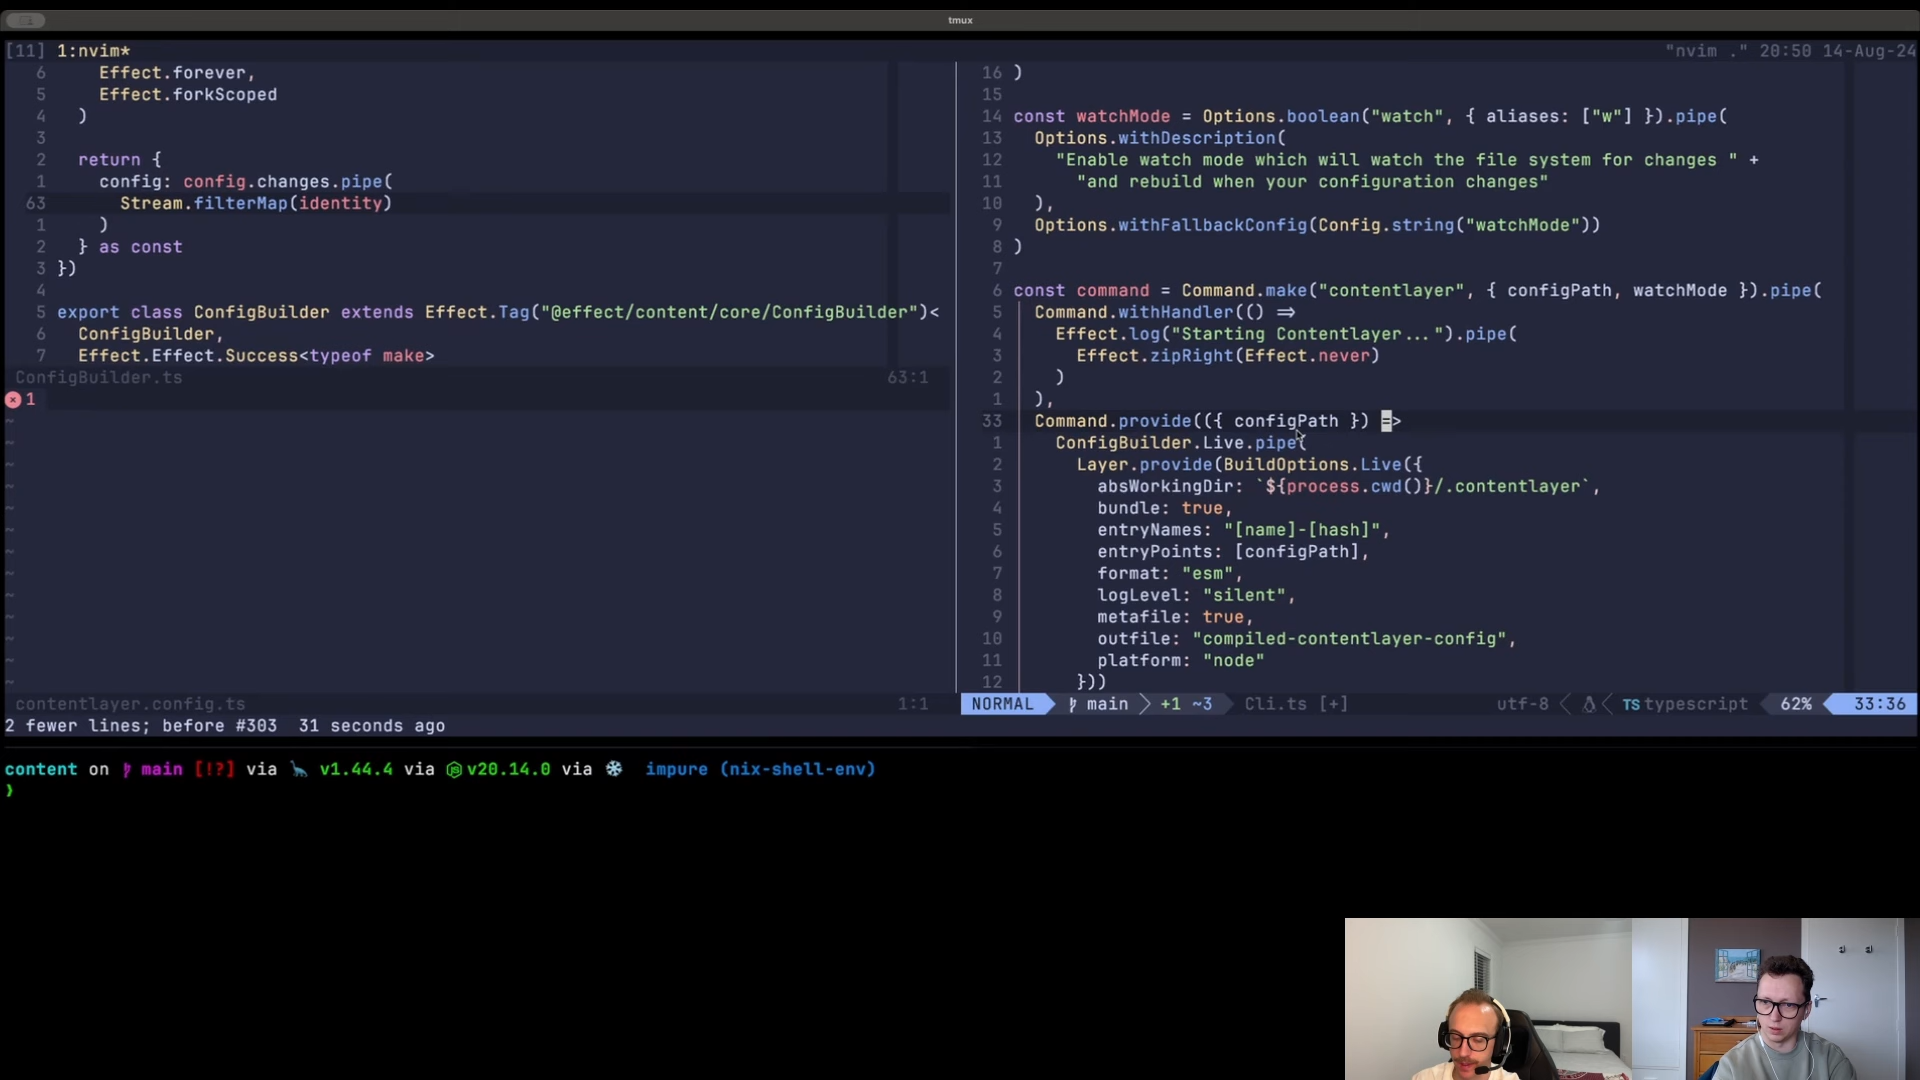 tmux
[11] 1:nvim*
"nvim ." 20:50 14-Aug-24
6 Effect.forever,
5 Effect.forkScoped
4 )
3
2 return {
1 config: config.changes.pipe(
63 Stream.filterMap(identity)
1 )
2 } as const
3 })
4
5 export class ConfigBuilder extends Effect.Tag("@effect/content/core/ConfigBuilder")<
6 ConfigBuilder,
7 Effect.Effect.Success<typeof make>
ConfigBuilder.ts 63:1
1
~
~
~
~
~
~
~
~
~
~
~
~
~
contentlayer.config.ts 1:1
16 )
15
14 const watchMode = Options.boolean("watch", { aliases: ["w"] }).pipe(
13 Options.withDescription(
12 "Enable watch mode which will watch the file system for changes " +
11 "and rebuild when your configuration changes"
10 ),
9 Options.withFallbackConfig(Config.string("watchMode"))
8 )
7
6 const command = Command.make("contentlayer", { configPath, watchMode }).pipe(
5 Command.withHandler(() =>
4 Effect.log("Starting Contentlayer...").pipe(
3 Effect.zipRight(Effect.never)
2 )
1 ),
33 Command.provide(({ configPath }) =>
1 ConfigBuilder.Live.pipe(
2 Layer.provide(BuildOptions.Live({
3 absWorkingDir: `${process.cwd()}/.contentlayer`,
4 bundle: true,
5 entryNames: "[name]-[hash]",
6 entryPoints: [configPath],
7 format: "esm",
8 logLevel: "silent",
9 metafile: true,
10 outfile: "compiled-contentlayer-config",
11 platform: "node"
12 }))
NORMAL main +1 ~3 Cli.ts [+] utf-8 TS typescript 62% 33:36
2 fewer lines; before #303 31 seconds ago
content on main [!?] via v1.44.4 via v20.14.0 via impure (nix-shell-env)
❯